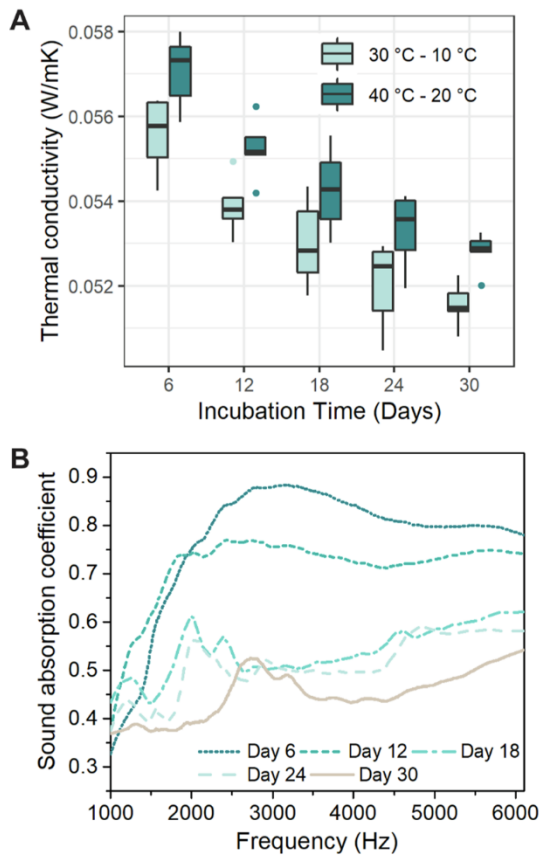 A
Thermal conductivity (W/mK)
0.058
0.056
0.054
0.052
30 °C - 10 °C
40 °C - 20 °C
6 12 18 24 30
Incubation Time (Days)
B
Sound absorption coefficient
0.9
0.8
0.7
0.6
0.5
0.4
0.3
Day 6 Day 12 Day 18
Day 24 Day 30
1000 2000 3000 4000 5000 6000
Frequency (Hz)